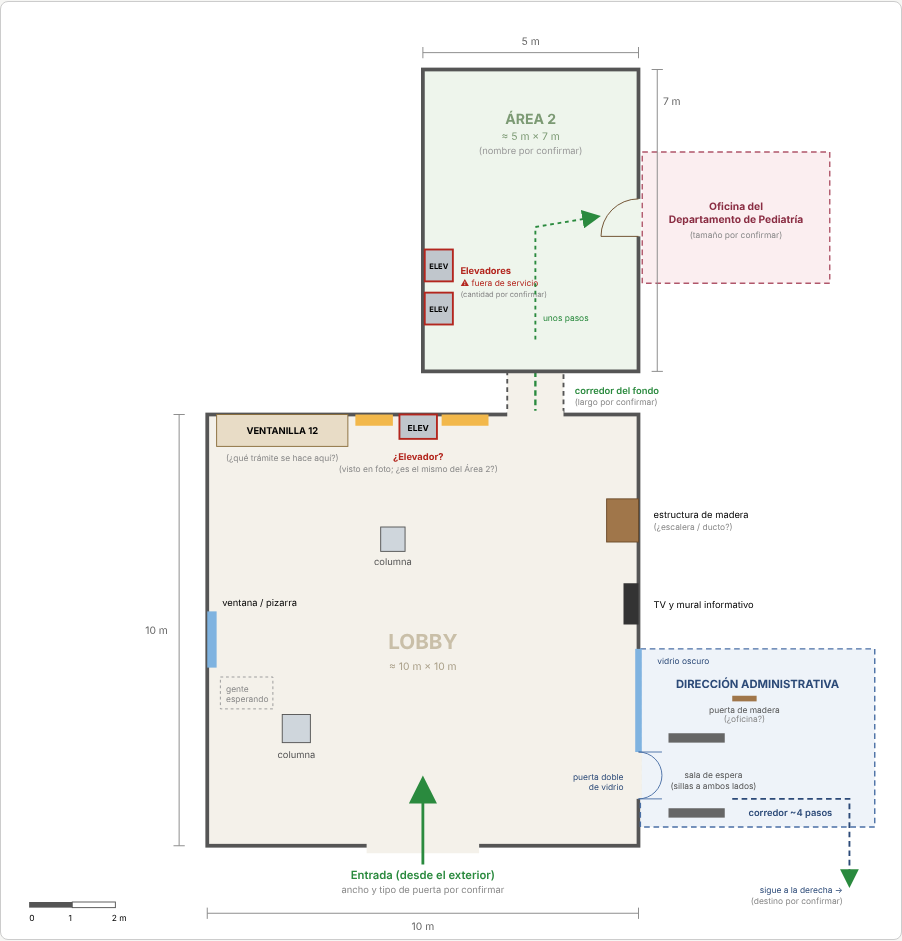 5 m
7 m
ÁREA 2
≈ 5 m × 7 m
(nombre por confirmar)
Oficina del
Departamento de Pediatría
(tamaño por confirmar)
ELEV
ELEV
Elevadores
⚠ fuera de servicio
(cantidad por confirmar)
unos pasos
corredor del fondo
(largo por confirmar)
VENTANILLA 12
ELEV
(¿qué trámite se hace aquí?)
¿Elevador?
(visto en foto; ¿es el mismo del Área 2?)
estructura de madera
(¿escalera / ducto?)
columna
ventana / pizarra
TV y mural informativo
10 m
LOBBY
≈ 10 m × 10 m
vidrio oscuro
DIRECCIÓN ADMINISTRATIVA
puerta de madera
(¿oficina?)
gente
esperando
columna
puerta doble
de vidrio
sala de espera
(sillas a ambos lados)
corredor ~4 pasos
Entrada (desde el exterior)
ancho y tipo de puerta por confirmar
sigue a la derecha →
(destino por confirmar)
0 1 2 m
10 m